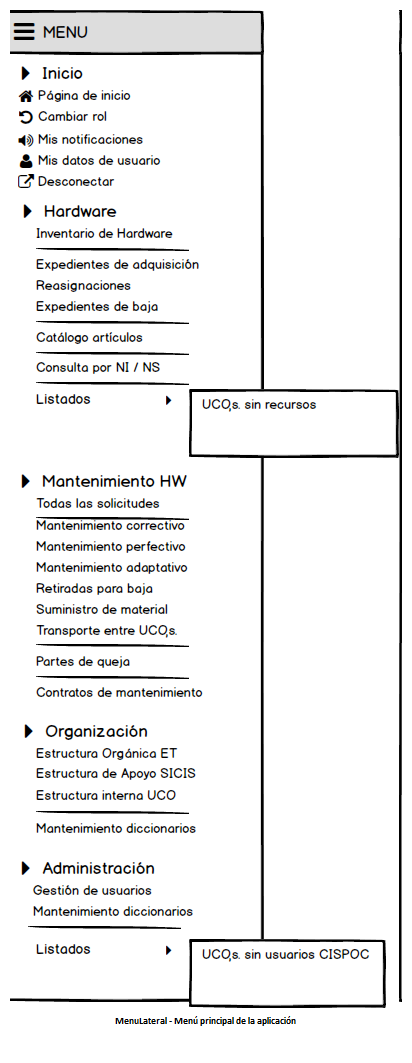 MENU
Inicio
Página de inicio
Cambiar rol
Mis notificaciones
Mis datos de usuario
Desconectar
Hardware
Inventario de Hardware
Expedientes de adquisición
Reasignaciones
Expedientes de baja
Catálogo artículos
Consulta por NI / NS
Listados
UCO,s. sin recursos
Mantenimiento HW
Todas las solicitudes
Mantenimiento correctivo
Mantenimiento perfectivo
Mantenimiento adaptativo
Retiradas para baja
Suministro de material
Transporte entre UCO,s.
Partes de queja
Contratos de mantenimiento
Organización
Estructura Orgánica ET
Estructura de Apoyo SICIS
Estructura interna UCO
Mantenimiento diccionarios
Administración
Gestión de usuarios
Mantenimiento diccionarios
Listados
UCO,s. sin usuarios CISPOC
MenuLateral - Menú principal de la aplicación